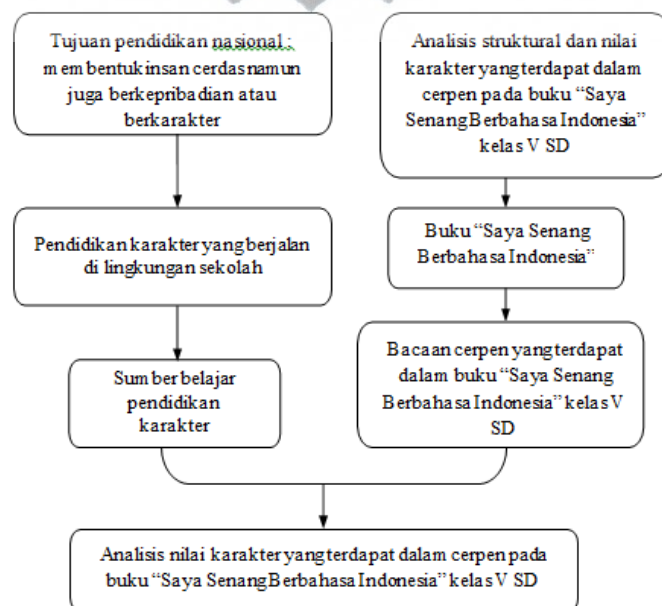 Tujuan pendidikan nasional :
membentuk insan cerdas namun
juga berkepribadian atau
berkarakter
Pendidikan karakter yang berjalan
di lingkungan sekolah
Sumber belajar
pendidikan
karakter
Analisis struktural dan nilai
karakter yang terdapat dalam
cerpen pada buku “Saya
Senang Berbahasa Indonesia”
kelas V SD
Buku “Saya Senang
Berbahasa Indonesia”
Bacaan cerpen yang terdapat
dalam buku “Saya Senang
Berbahasa Indonesia” kelas V
SD
Analisis nilai karakter yang terdapat dalam cerpen pada
buku “Saya Senang Berbahasa Indonesia” kelas V SD